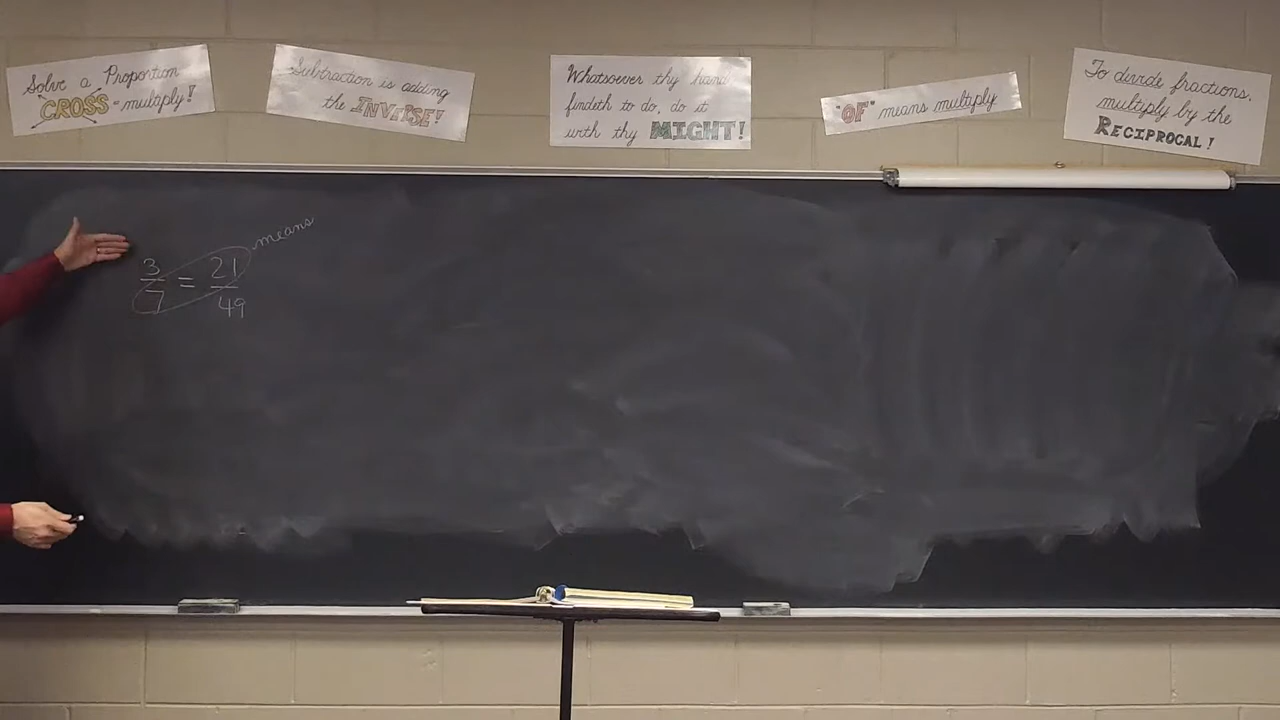 Solve a Proportion
CROSS-multiply!
Subtraction is adding
the INVERSE!
Whatsoever thy hand
findeth to do, do it
with thy MIGHT!
"OF" means multiply
To divide fractions,
multiply by the
RECIPROCAL!
means
3/7 = 21/49